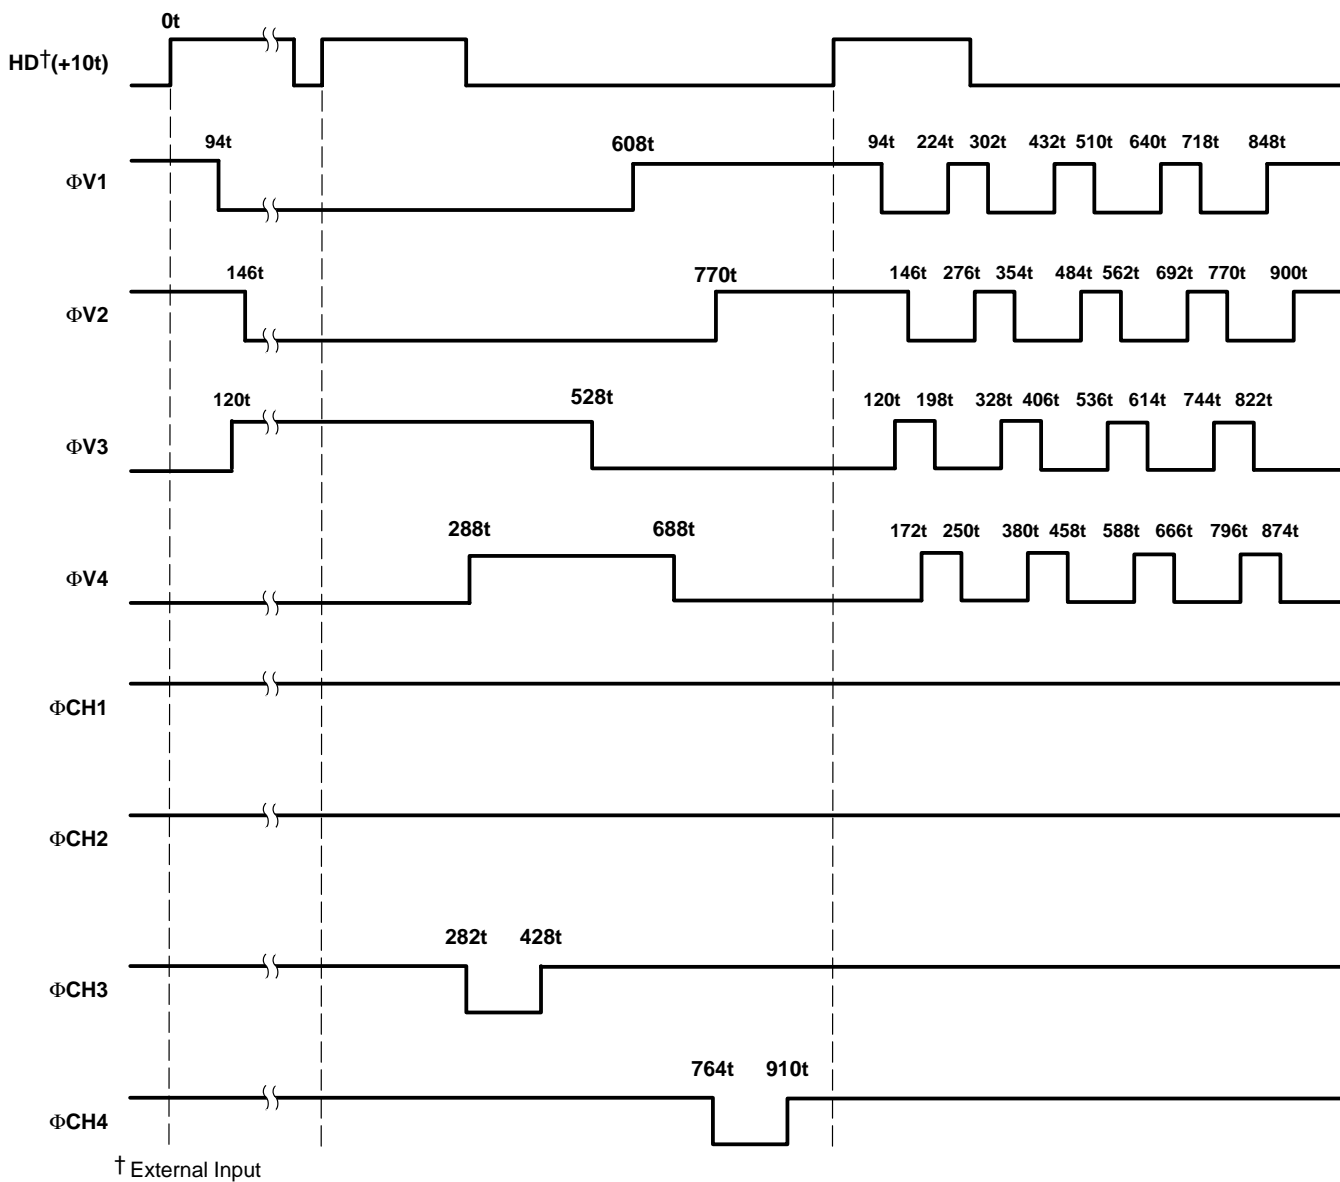 0t
HD†(+10t)
94t 608t 94t 224t 302t 432t 510t 640t 718t 848t
ΦV1
146t 770t 146t 276t 354t 484t 562t 692t 770t 900t
ΦV2
120t 528t 120t 198t 328t 406t 536t 614t 744t 822t
ΦV3
288t 688t 172t 250t 380t 458t 588t 666t 796t 874t
ΦV4
ΦCH1
ΦCH2
282t 428t
ΦCH3
764t 910t
ΦCH4
† External Input